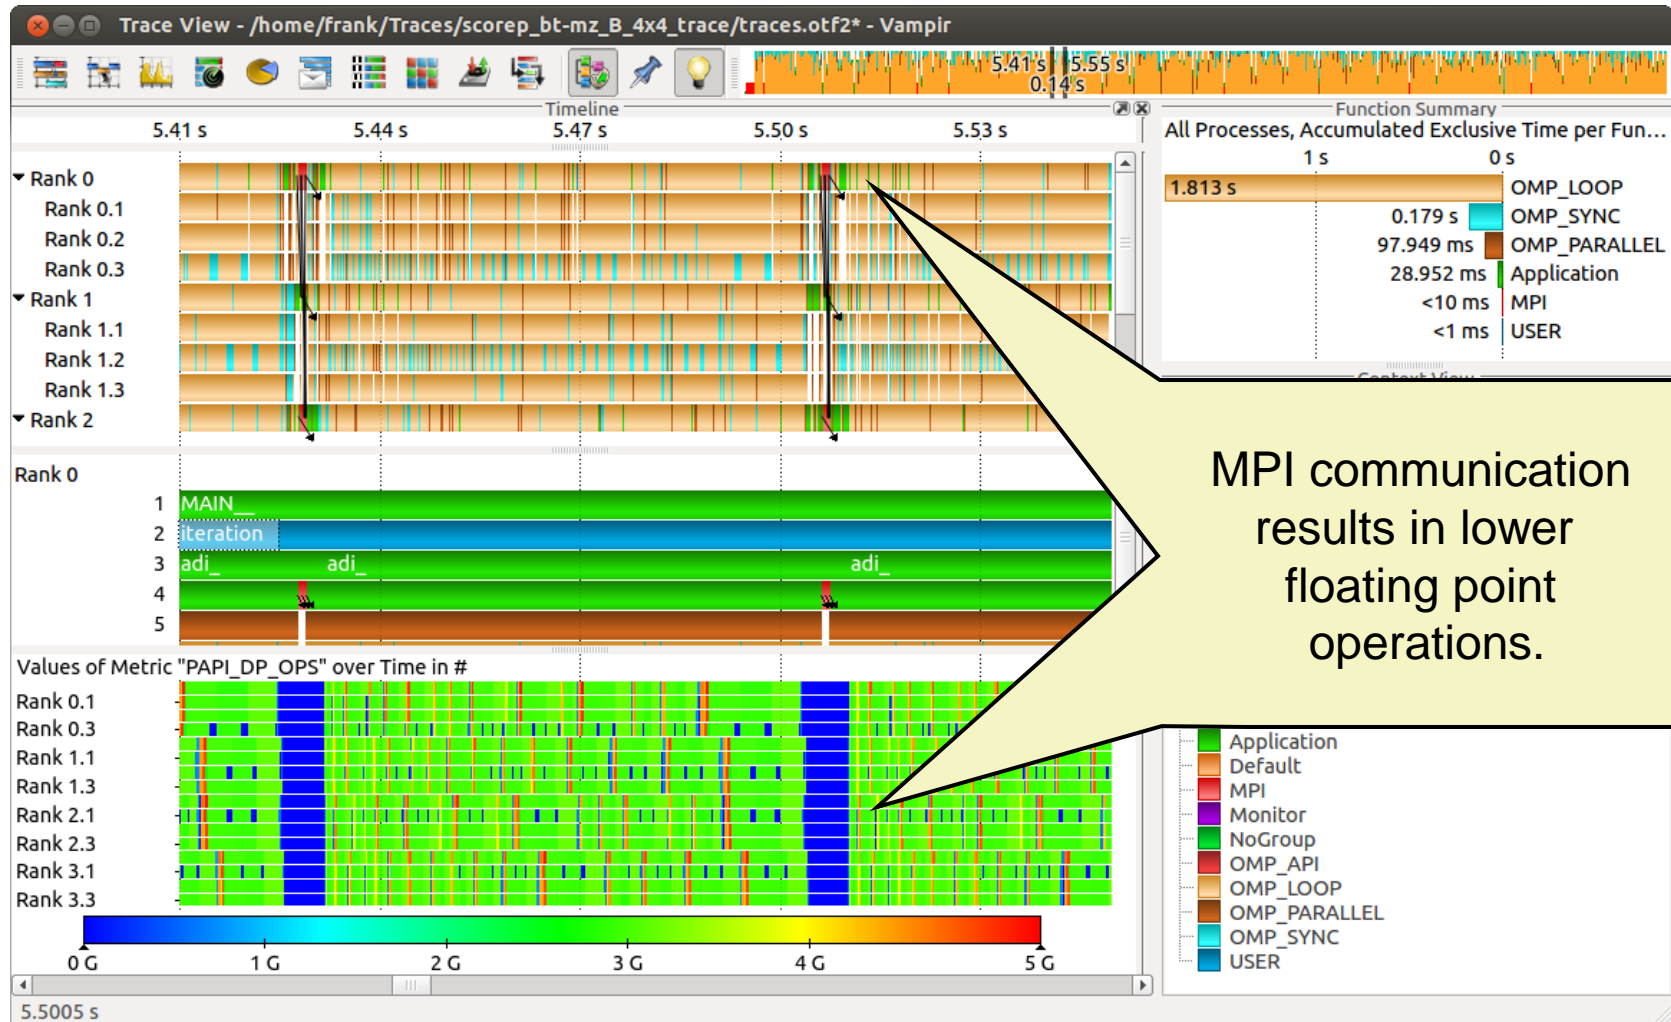 Trace View - /home/frank/Traces/scorep_bt-mz_B_4x4_trace/traces.otf2* - Vampir
5.41 s 5.55 s
0.14 s
Timeline
5.41 s 5.44 s 5.47 s 5.50 s 5.53 s
Rank 0
Rank 0.1
Rank 0.2
Rank 0.3
Rank 1
Rank 1.1
Rank 1.2
Rank 1.3
Rank 2
Function Summary
All Processes, Accumulated Exclusive Time per Fun...
1 s 0 s
1.813 s OMP_LOOP
0.179 s OMP_SYNC
97.949 ms OMP_PARALLEL
28.952 ms Application
<10 ms MPI
<1 ms USER
Context View
Rank 0
1 MAIN__
2 iteration
3 adi_ adi_ adi_
4
5
MPI communication
results in lower
floating point
operations.
Values of Metric "PAPI_DP_OPS" over Time in #
Rank 0.1
Rank 0.3
Rank 1.1
Rank 1.3
Rank 2.1
Rank 2.3
Rank 3.1
Rank 3.3
0 G 1 G 2 G 3 G 4 G 5 G
Application
Default
MPI
Monitor
NoGroup
OMP_API
OMP_LOOP
OMP_PARALLEL
OMP_SYNC
USER
5.5005 s